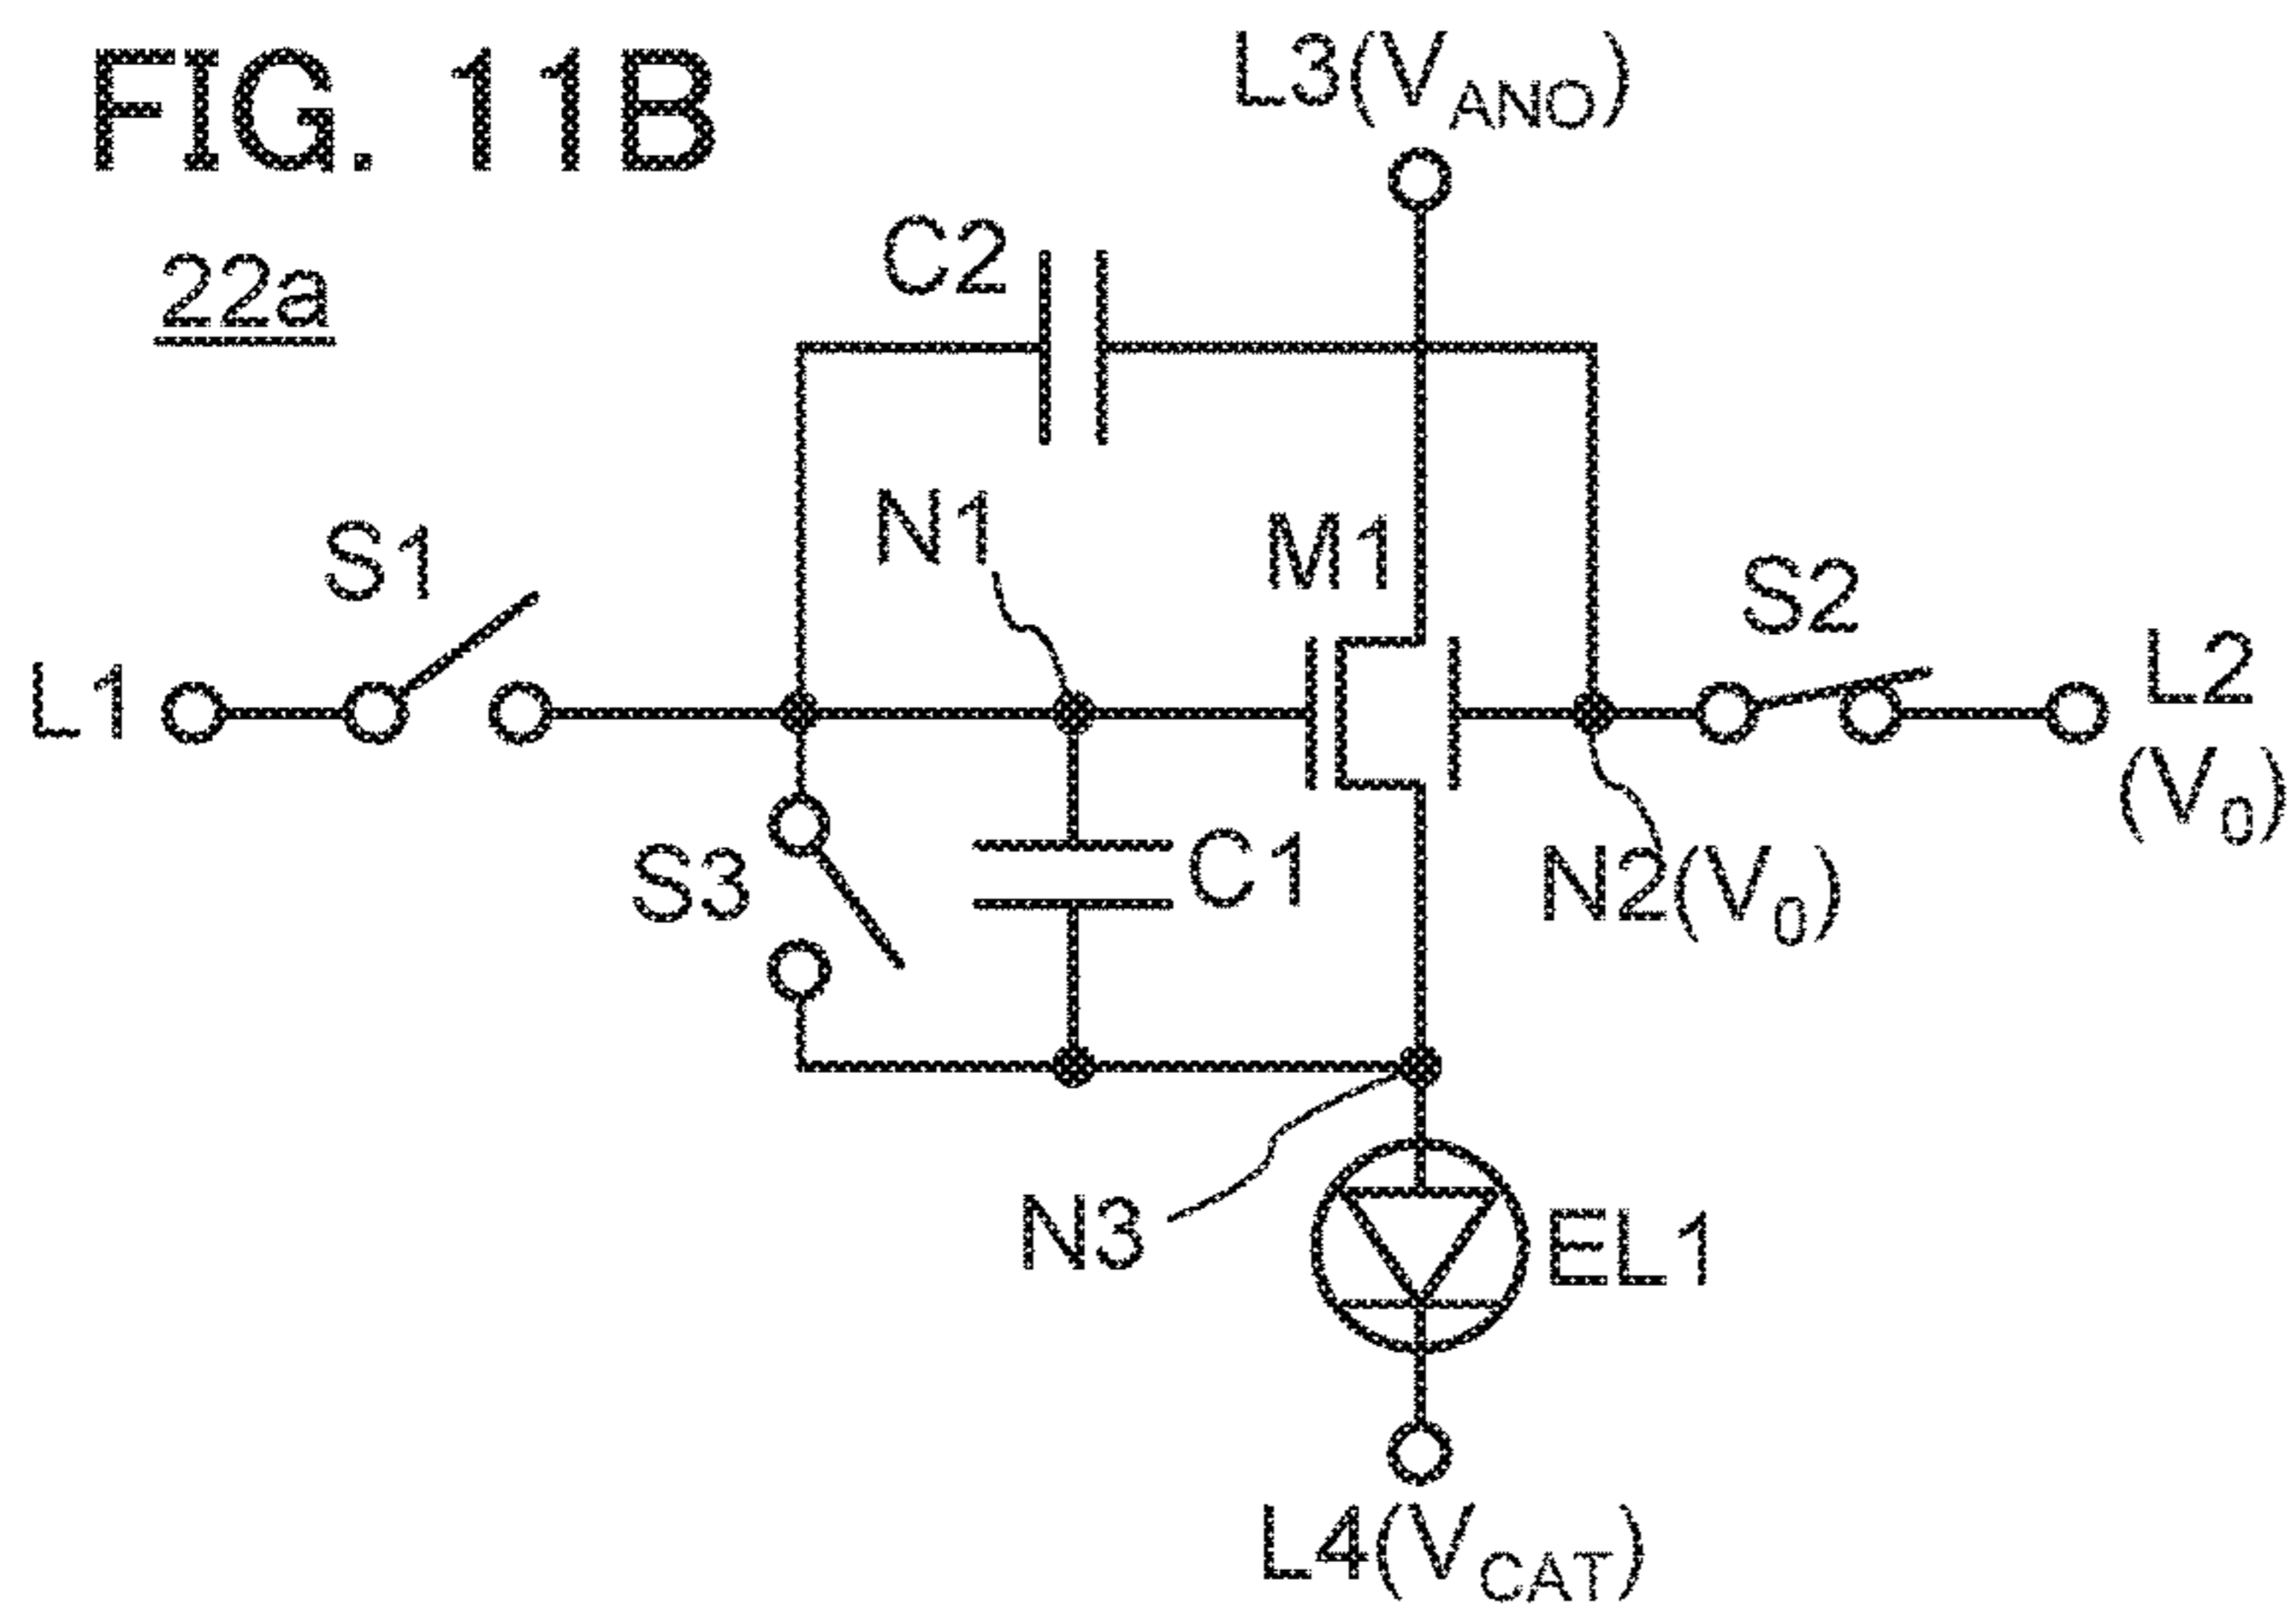 FIG. 11B
L3(VANO)
22a
C2
N1
M1
S1
S2
L1
L2
(V0)
S3
C1
N2(V0)
N3
EL1
L4(VCAT)